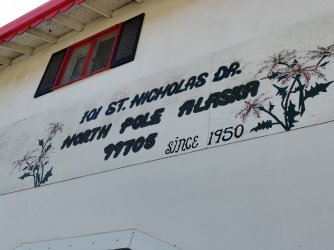 101 ST. NICHOLAS DR.
NORTH POLE ALASKA
99705 SINCE 1950